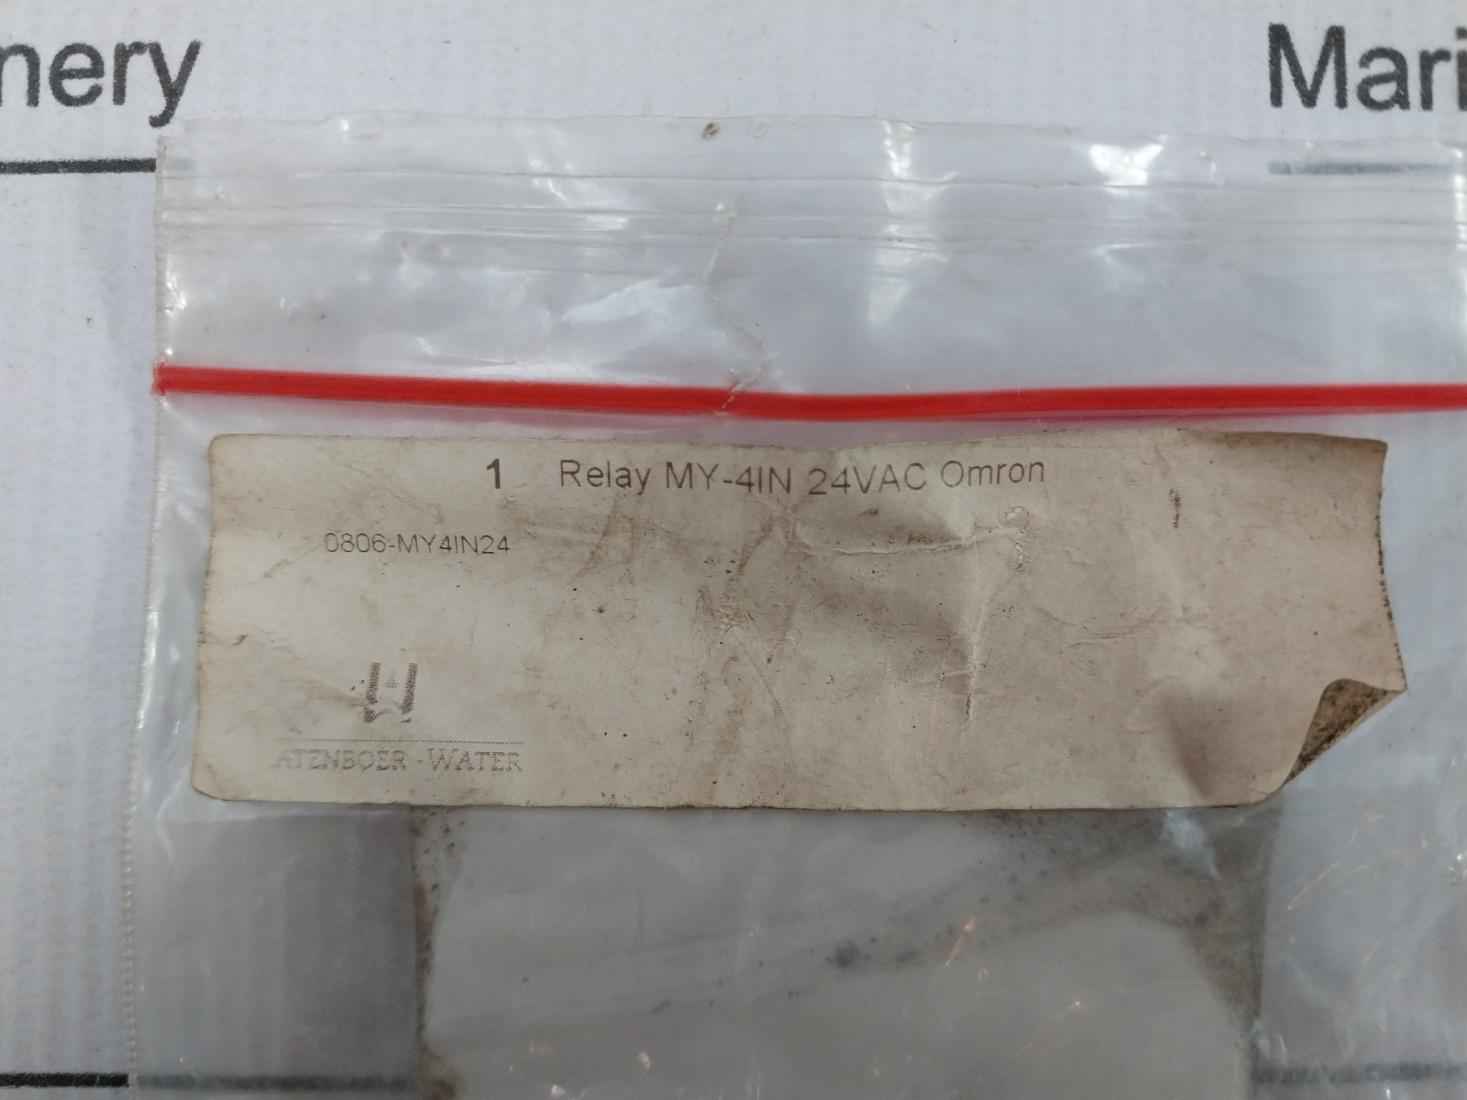 nery
Mari
1 Relay MY-4IN 24VAC Omron
0806-MY4IN24
ATENBOER - WATER